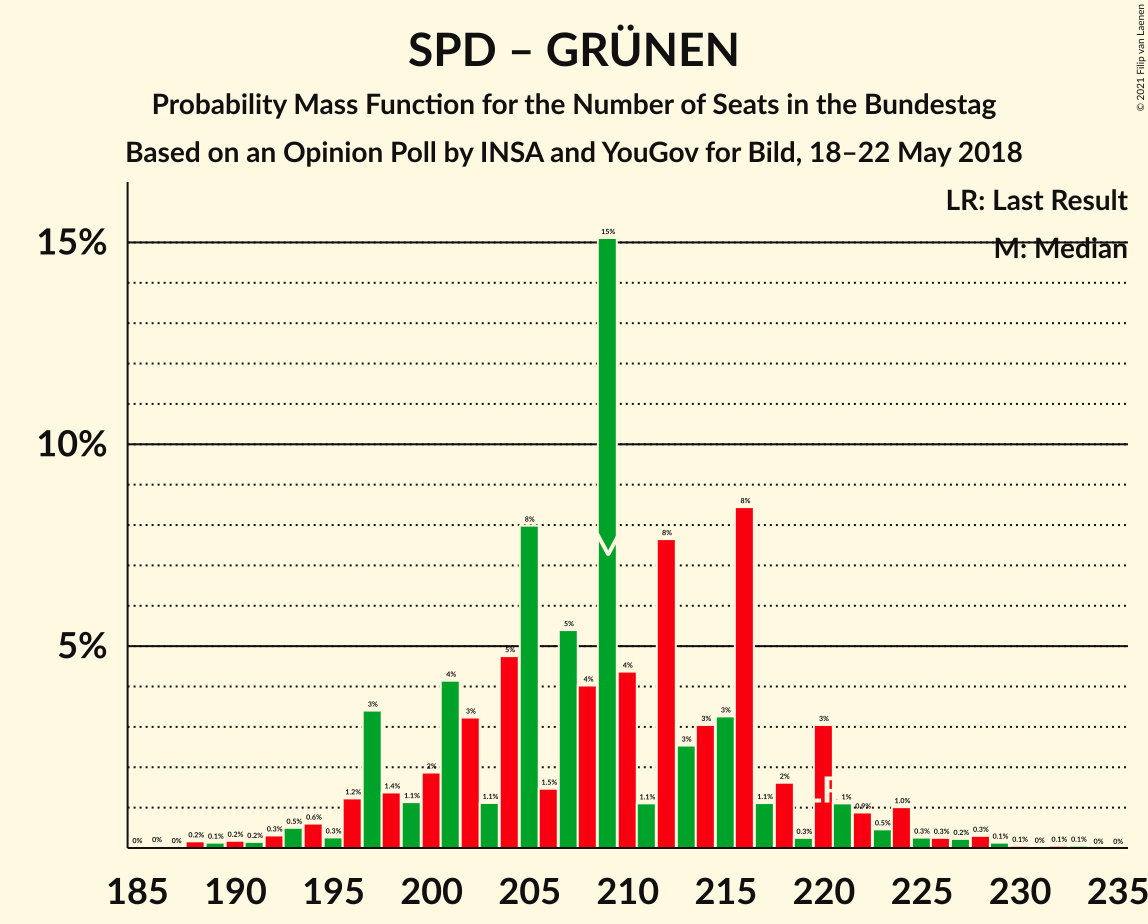 SPD – GRÜNEN
Probability Mass Function for the Number of Seats in the Bundestag
Based on an Opinion Poll by INSA and YouGov for Bild, 18–22 May 2018
© 2021 Filip van Laenen
LR: Last Result
M: Median
15%
10%
5%
0% 0% 0% 0.2% 0.1% 0.2% 0.2% 0.3% 0.5% 0.6% 0.3% 1.2% 3% 1.4% 1.1% 2% 4% 3% 1.1% 5% 8% 1.5% 5% 4% 15% 4% 1.1% 8% 3% 3% 3% 8% 1.1% 2% 0.3% 3% 1% 0.9% 0.5% 1.0% 0.3% 0.3% 0.2% 0.3% 0.1% 0.1% 0% 0.1% 0.1% 0% 0%
M
LR
185 190 195 200 205 210 215 220 225 230 235